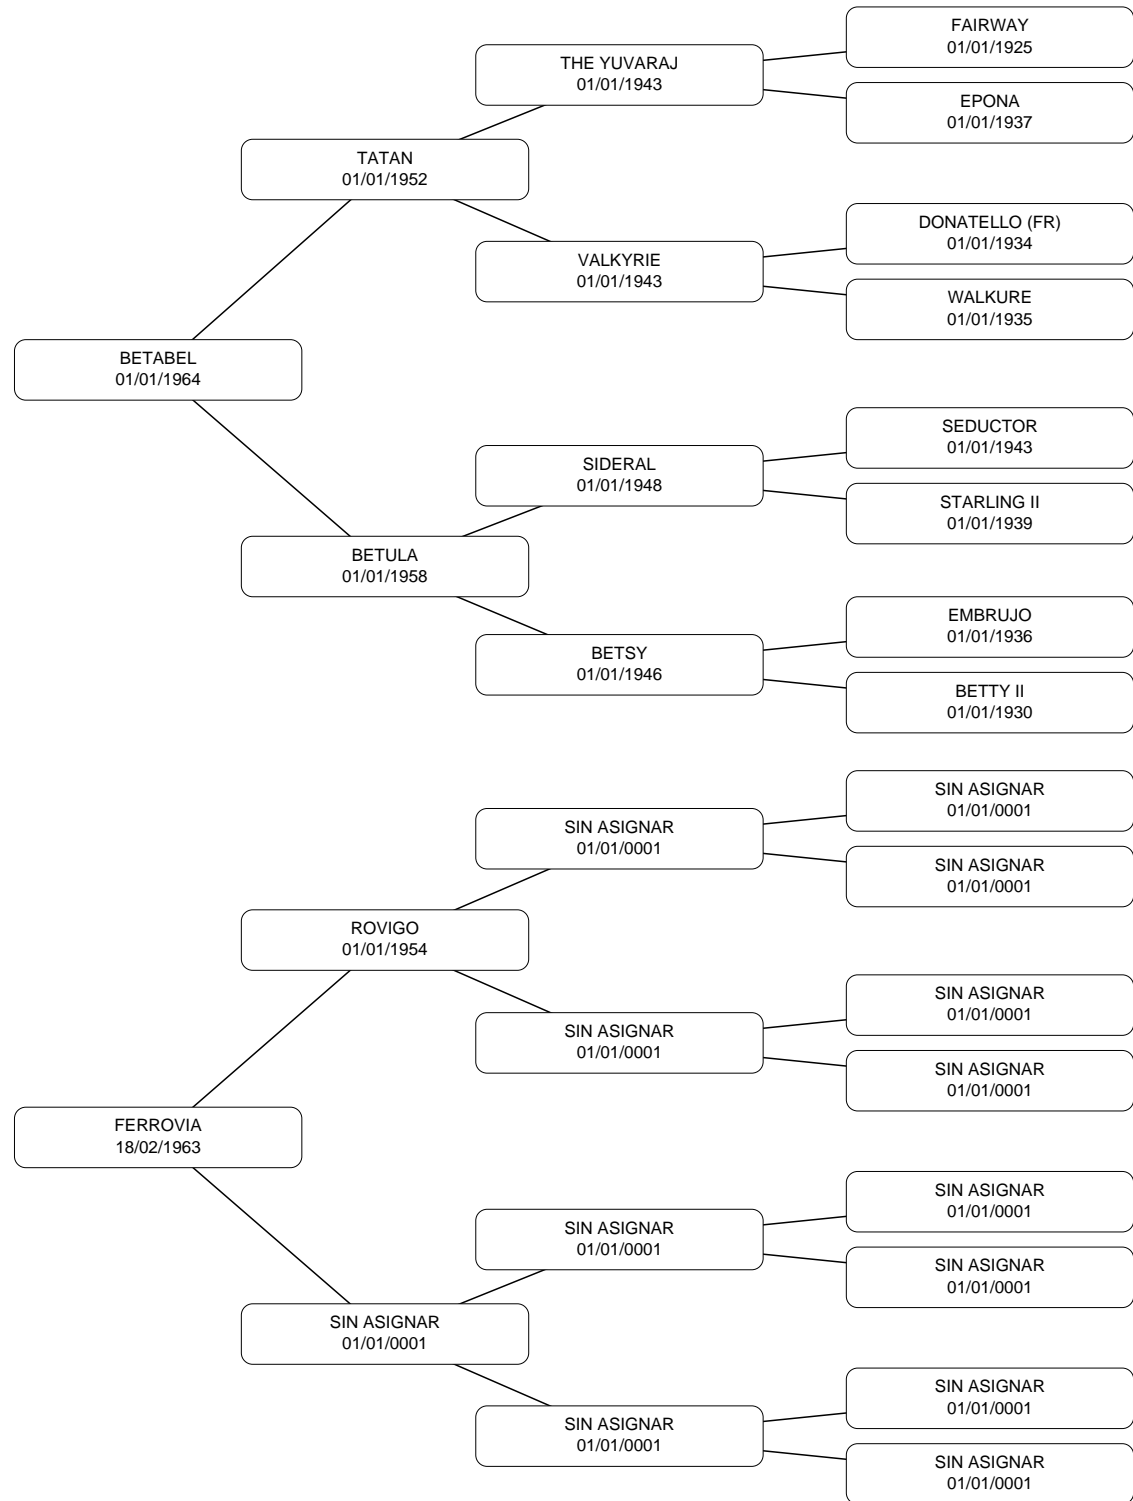 FAIRWAY
01/01/1925
THE YUVARAJ
01/01/1943
EPONA
01/01/1937
TATAN
01/01/1952
DONATELLO (FR)
01/01/1934
VALKYRIE
01/01/1943
WALKURE
01/01/1935
BETABEL
01/01/1964
SEDUCTOR
01/01/1943
SIDERAL
01/01/1948
STARLING II
01/01/1939
BETULA
01/01/1958
EMBRUJO
01/01/1936
BETSY
01/01/1946
BETTY II
01/01/1930
SIN ASIGNAR
01/01/0001
SIN ASIGNAR
01/01/0001
SIN ASIGNAR
01/01/0001
ROVIGO
01/01/1954
SIN ASIGNAR
01/01/0001
SIN ASIGNAR
01/01/0001
SIN ASIGNAR
01/01/0001
FERROVIA
18/02/1963
SIN ASIGNAR
01/01/0001
SIN ASIGNAR
01/01/0001
SIN ASIGNAR
01/01/0001
SIN ASIGNAR
01/01/0001
SIN ASIGNAR
01/01/0001
SIN ASIGNAR
01/01/0001
SIN ASIGNAR
01/01/0001